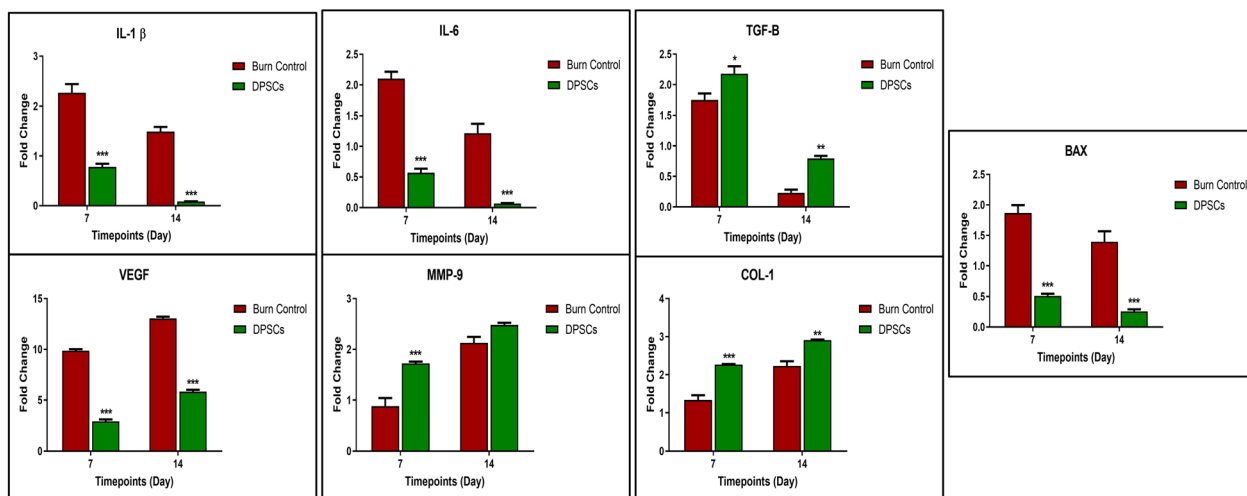 IL-1 β
Fold Change
3
2
1
0
***
***
7
14
Timepoints (Day)
Burn Control
DPSCs
IL-6
Fold Change
2.5
2.0
1.5
1.0
0.5
0.0
***
***
7
14
Timepoints (Day)
Burn Control
DPSCs
TGF-B
Fold Change
2.5
2.0
1.5
1.0
0.5
0.0
*
**
7
14
Timepoints (Day)
Burn Control
DPSCs
BAX
Fold Change
2.5
2.0
1.5
1.0
0.5
0.0
***
***
7
14
Timepoints (Day)
Burn Control
DPSCs
VEGF
Fold Change
15
10
5
0
***
***
7
14
Timepoints (Day)
Burn Control
DPSCs
MMP-9
Fold Change
3
2
1
0
***
7
14
Timepoints (Day)
Burn Control
DPSCs
COL-1
Fold Change
4
3
2
1
0
***
**
7
14
Timepoints (Day)
Burn Control
DPSCs